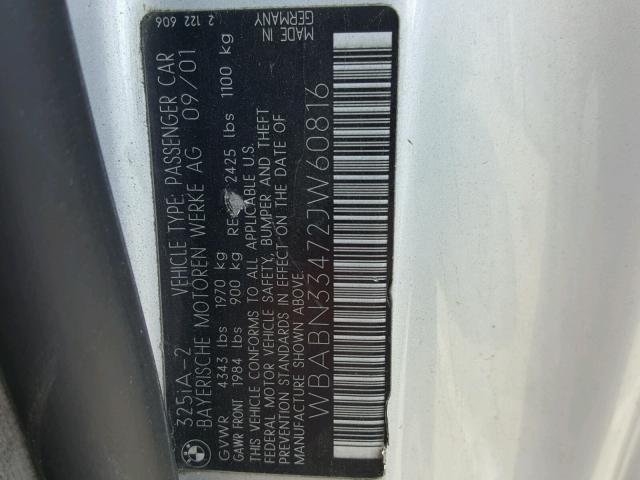 325iA-2 VEHICLE TYPE: PASSENGER CAR
BAYERISCHE MOTOREN WERKE AG 09/01
GVWR 4343 lbs 1970 kg
GAWR FRONT 1984 lbs 900 kg 2425 lbs 1100 kg
THIS VEHICLE CONFORMS TO ALL APPLICABLE U.S.
FEDERAL MOTOR VEHICLE SAFETY, BUMPER AND THEFT
PREVENTION STANDARDS IN EFFECT ON THE DATE OF
MANUFACTURE SHOWN ABOVE.
WBABN33472JW60816
2 122 606
MADE IN
GERMANY